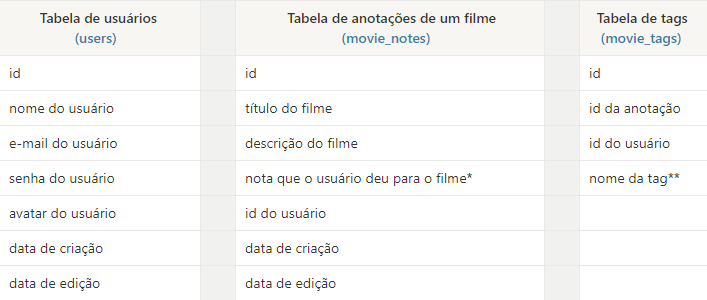 Tabela de usuários
(users)
Tabela de anotações de um filme
(movie_notes)
Tabela de tags
(movie_tags)
id
id
id
nome do usuário
título do filme
id da anotação
e-mail do usuário
descrição do filme
id do usuário
senha do usuário
nota que o usuário deu para o filme*
nome da tag**
avatar do usuário
id do usuário
data de criação
data de criação
data de edição
data de edição